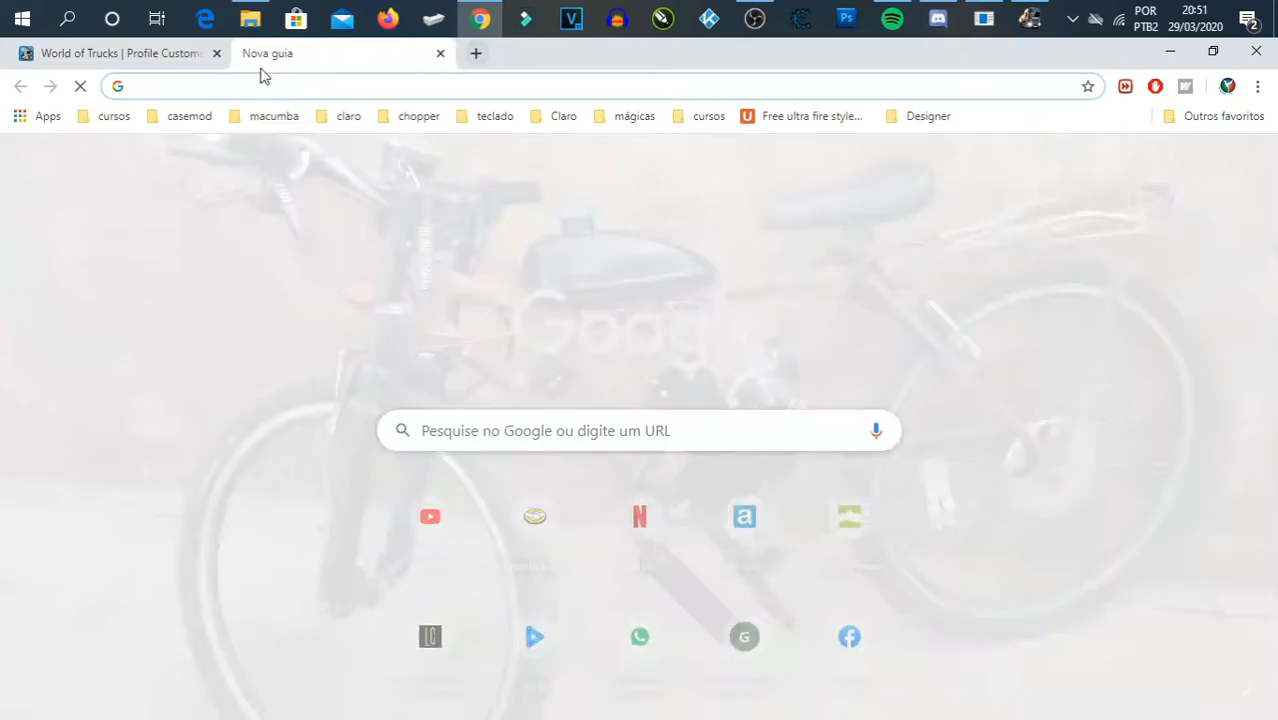 POR 20:51
PTB2 29/03/2020
2
World of Trucks | Profile Custom
Nova guia
Apps cursos casemod macumba claro chopper teclado Claro mágicas cursos Free ultra fire style... Designer Outros favoritos
Google
Pesquise no Google ou digite um URL